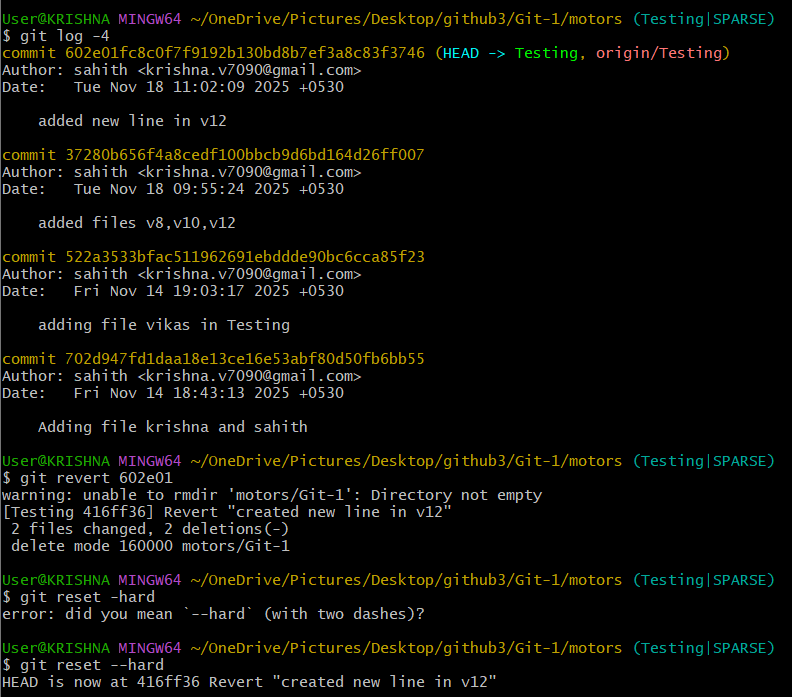 User@KRISHNA MINGW64 ~/OneDrive/Pictures/Desktop/github3/Git-1/motors (Testing|SPARSE)
$ git log -4
commit 602e01fc8c0f7f9192b130bd8b7ef3a8c83f3746 (HEAD -> Testing, origin/Testing)
Author: sahith <krishna.v7090@gmail.com>
Date:   Tue Nov 18 11:02:09 2025 +0530

    added new line in v12

commit 37280b656f4a8cedf100bbcb9d6bd164d26ff007
Author: sahith <krishna.v7090@gmail.com>
Date:   Tue Nov 18 09:55:24 2025 +0530

    added files v8,v10,v12

commit 522a3533bfac511962691ebddde90bc6cca85f23
Author: sahith <krishna.v7090@gmail.com>
Date:   Fri Nov 14 19:03:17 2025 +0530

    adding file vikas in Testing

commit 702d947fd1daa18e13ce16e53abf80d50fb6bb55
Author: sahith <krishna.v7090@gmail.com>
Date:   Fri Nov 14 18:43:13 2025 +0530

    Adding file krishna and sahith

User@KRISHNA MINGW64 ~/OneDrive/Pictures/Desktop/github3/Git-1/motors (Testing|SPARSE)
$ git revert 602e01
warning: unable to rmdir 'motors/Git-1': Directory not empty
[Testing 416ff36] Revert "created new line in v12"
 2 files changed, 2 deletions(-)
 delete mode 160000 motors/Git-1

User@KRISHNA MINGW64 ~/OneDrive/Pictures/Desktop/github3/Git-1/motors (Testing|SPARSE)
$ git reset -hard
error: did you mean `--hard` (with two dashes)?

User@KRISHNA MINGW64 ~/OneDrive/Pictures/Desktop/github3/Git-1/motors (Testing|SPARSE)
$ git reset --hard
HEAD is now at 416ff36 Revert "created new line in v12"